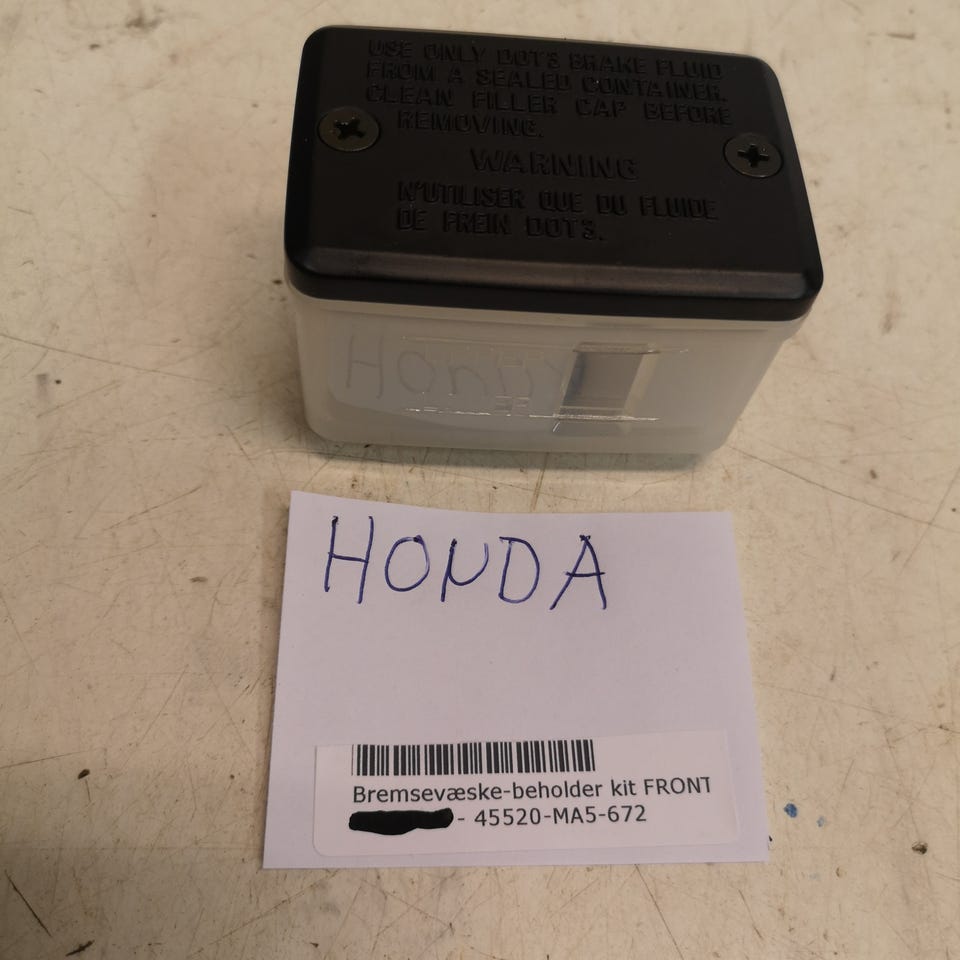 USE ONLY DOT3 BRAKE FLUID
FROM A SEALED CONTAINER.
CLEAN FILLER CAP BEFORE
REMOVING.
WARNING
N'UTILISER QUE DU FLUIDE
DE FREIN DOT3.
HONDA
HONDA
Bremsevæske-beholder kit FRONT
- 45520-MA5-672